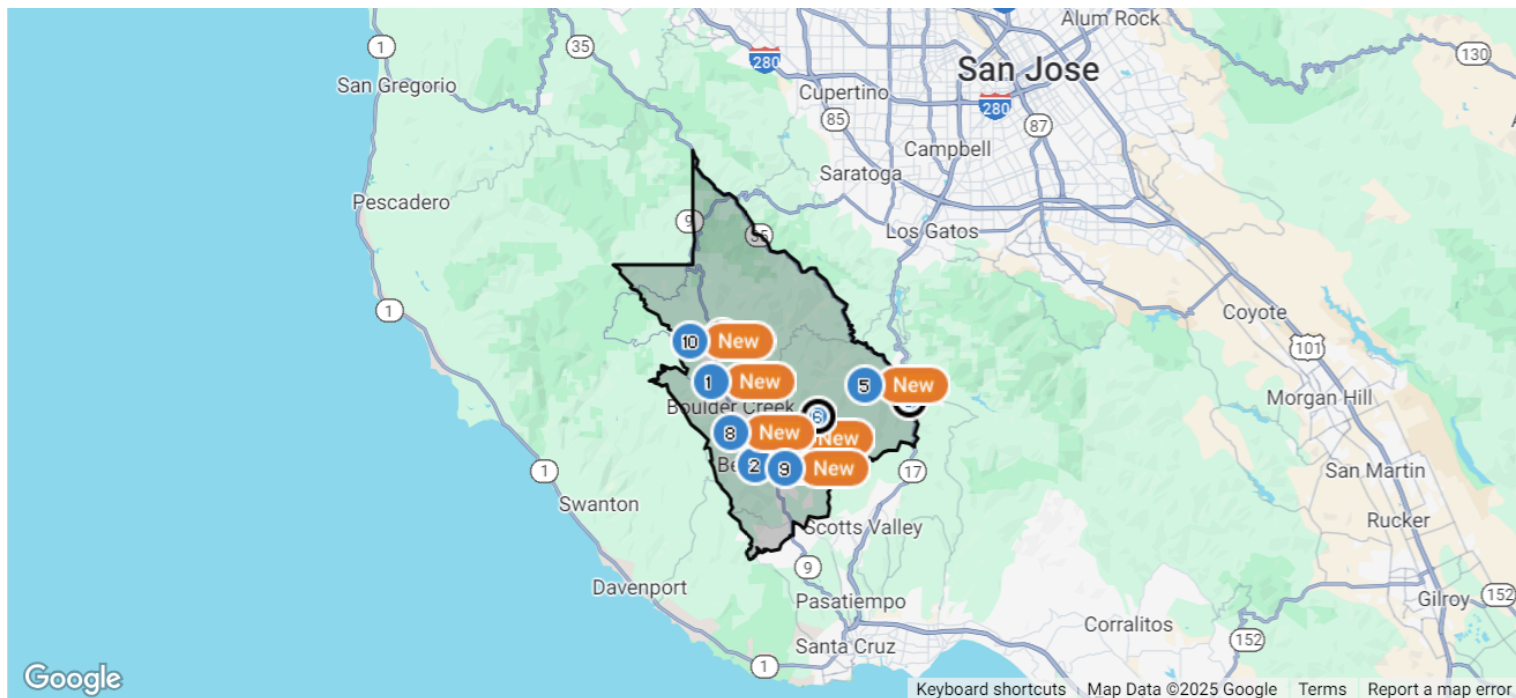 Alum Rock
1
35
280
San Jose
130
San Gregorio
Cupertino
280
85
87
Campbell
Saratoga
Pescadero
9
35
Los Gatos
1
Coyote
101
10 New
1 New
5 New
Boulder Creek
6
Morgan Hill
8 New
New
2
9 New
1
17
San Martin
Swanton
Scotts Valley
Rucker
9
Davenport
Pasatiempo
Gilroy
152
Corralitos
152
Santa Cruz
1
Google
Keyboard shortcuts
Map Data ©2025 Google
Terms
Report a map error